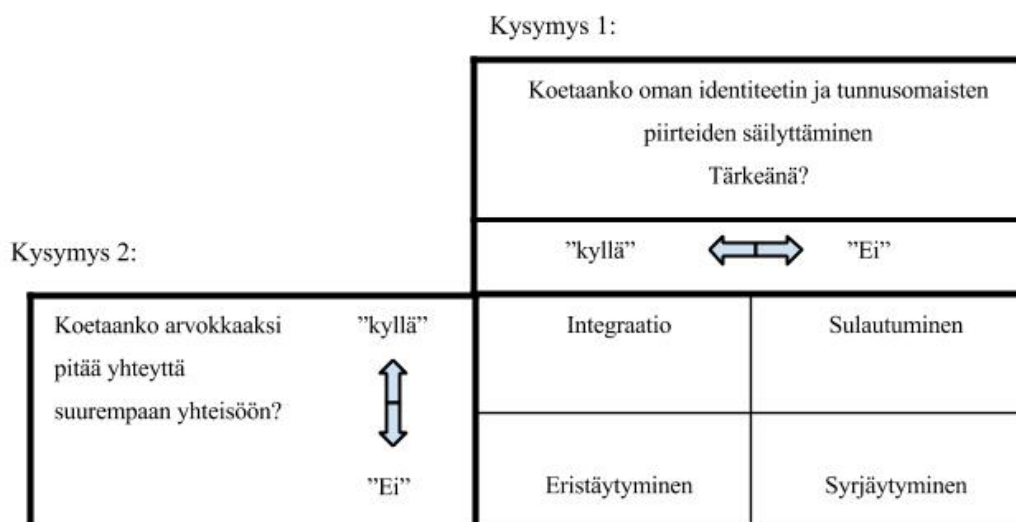 Kysymys 1:
Koetaanko oman identiteetin ja tunnusomaisten
piirteiden säilyttäminen
Tärkeänä?
Kysymys 2:
”kyllä” ”Ei”
Koetaanko arvokkaaksi ”kyllä” Integraatio Sulautuminen
pitää yhteyttä
suurempaan yhteisöön?
”Ei” Eristäytyminen Syrjäytyminen